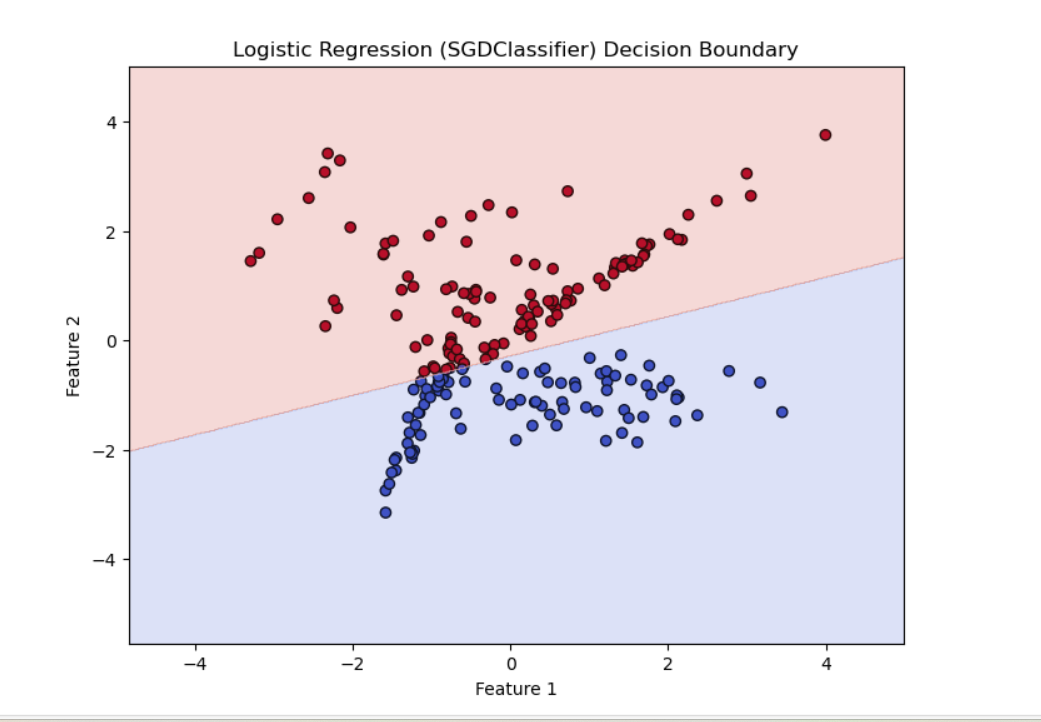 Logistic Regression (SGDClassifier) Decision Boundary
4
2
0
−2
−4
Feature 2
−4 −2 0 2 4
Feature 1